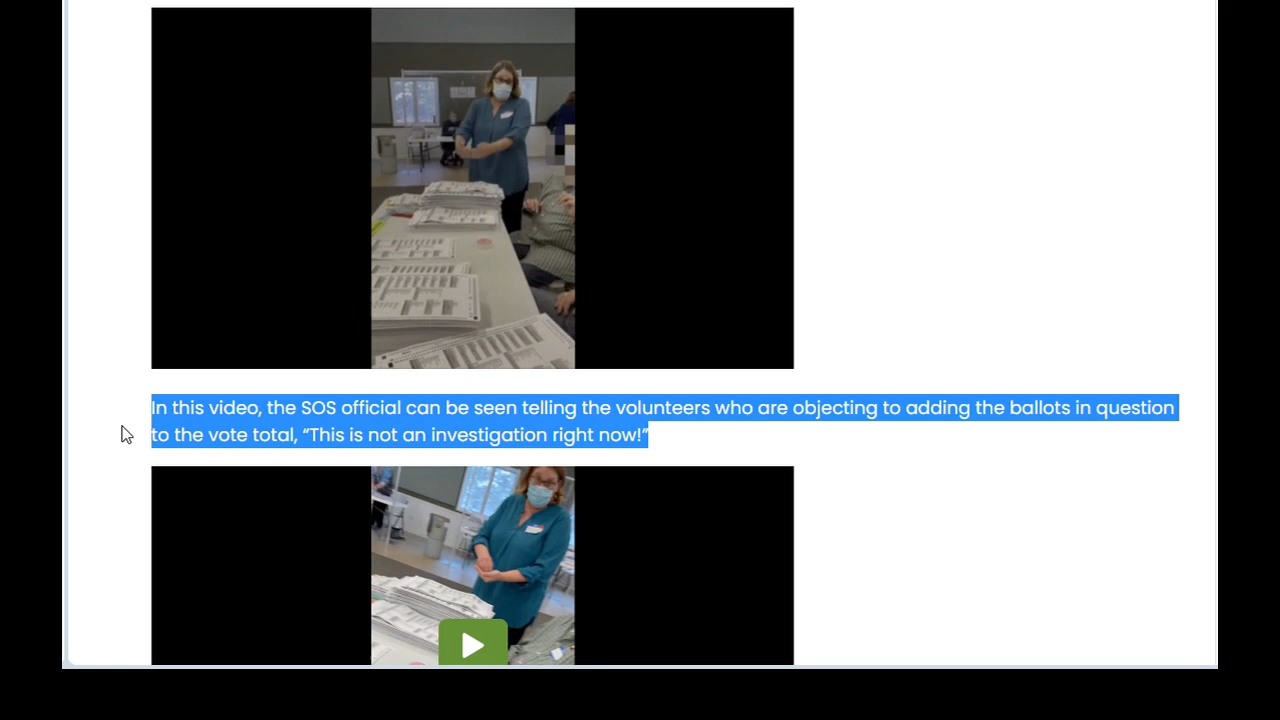 In this video, the SOS official can be seen telling the volunteers who are objecting to adding the ballots in question
to the vote total, “This is not an investigation right now!”